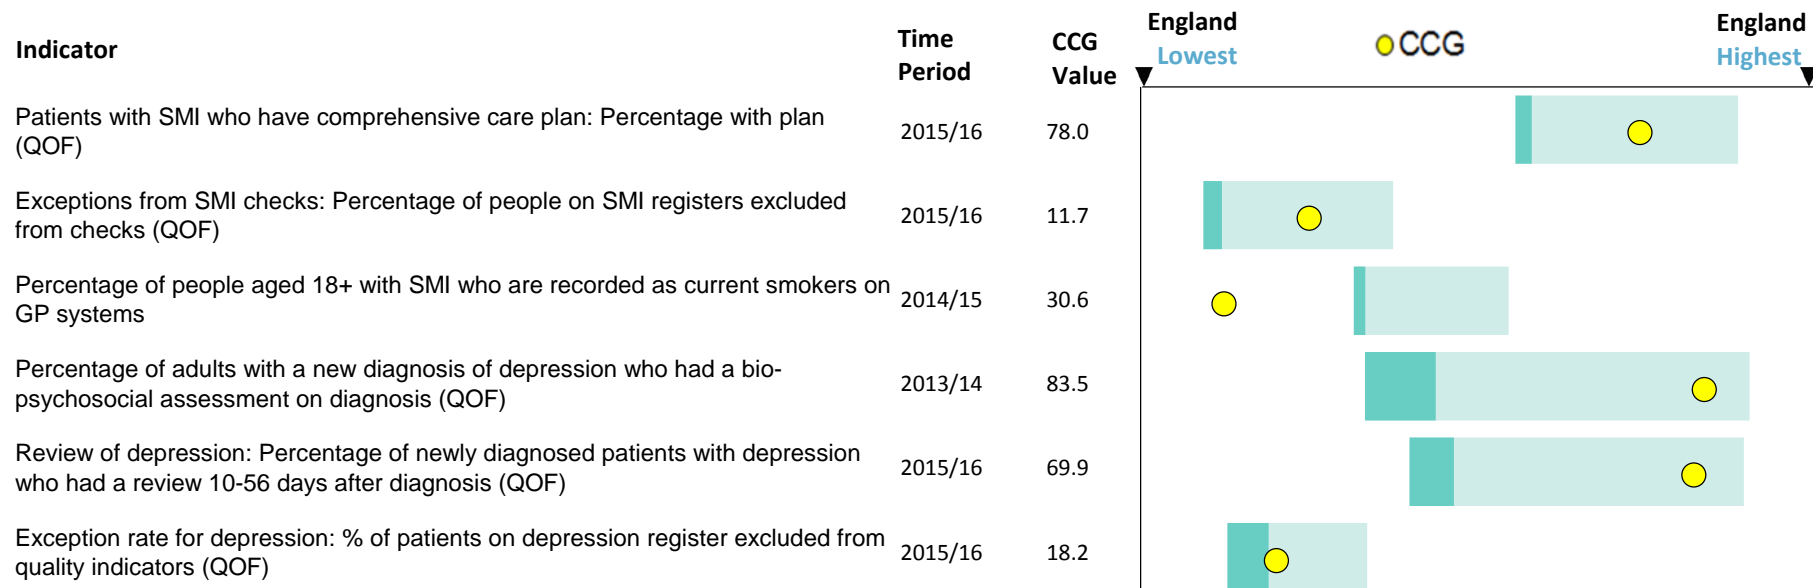 Indicator
Time
Period
CCG
Value
England
Lowest
CCG
England
Highest
Patients with SMI who have comprehensive care plan: Percentage with plan
(QOF)
2015/16
78.0
Exceptions from SMI checks: Percentage of people on SMI registers excluded
from checks (QOF)
2015/16
11.7
Percentage of people aged 18+ with SMI who are recorded as current smokers on
GP systems
2014/15
30.6
Percentage of adults with a new diagnosis of depression who had a bio-
psychosocial assessment on diagnosis (QOF)
2013/14
83.5
Review of depression: Percentage of newly diagnosed patients with depression
who had a review 10-56 days after diagnosis (QOF)
2015/16
69.9
Exception rate for depression: % of patients on depression register excluded from
quality indicators (QOF)
2015/16
18.2